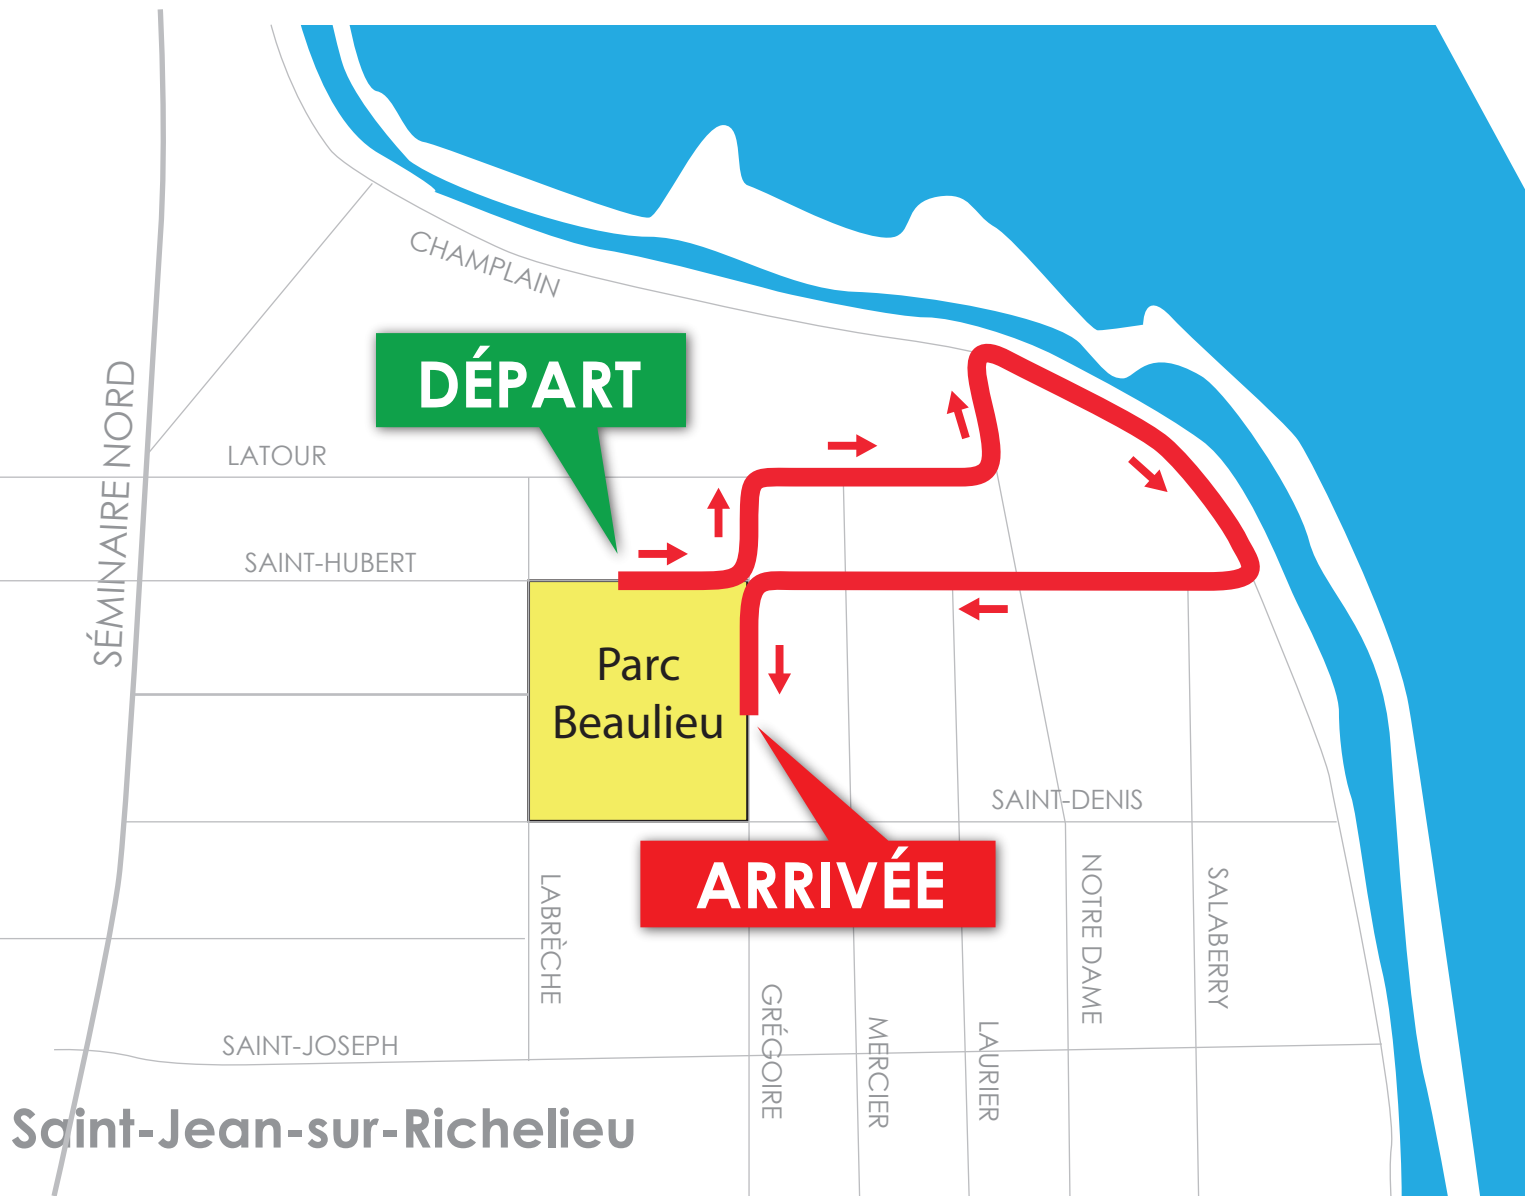 CHAMPLAIN
DÉPART
SÉMINAIRE NORD
LATOUR
SAINT-HUBERT
Parc
Beaulieu
SAINT-DENIS
ARRIVÉE
LABRÈCHE
GRÉGOIRE
MERCIER
LAURIER
NOTRE DAME
SALABERRY
SAINT-JOSEPH
Saint-Jean-sur-Richelieu